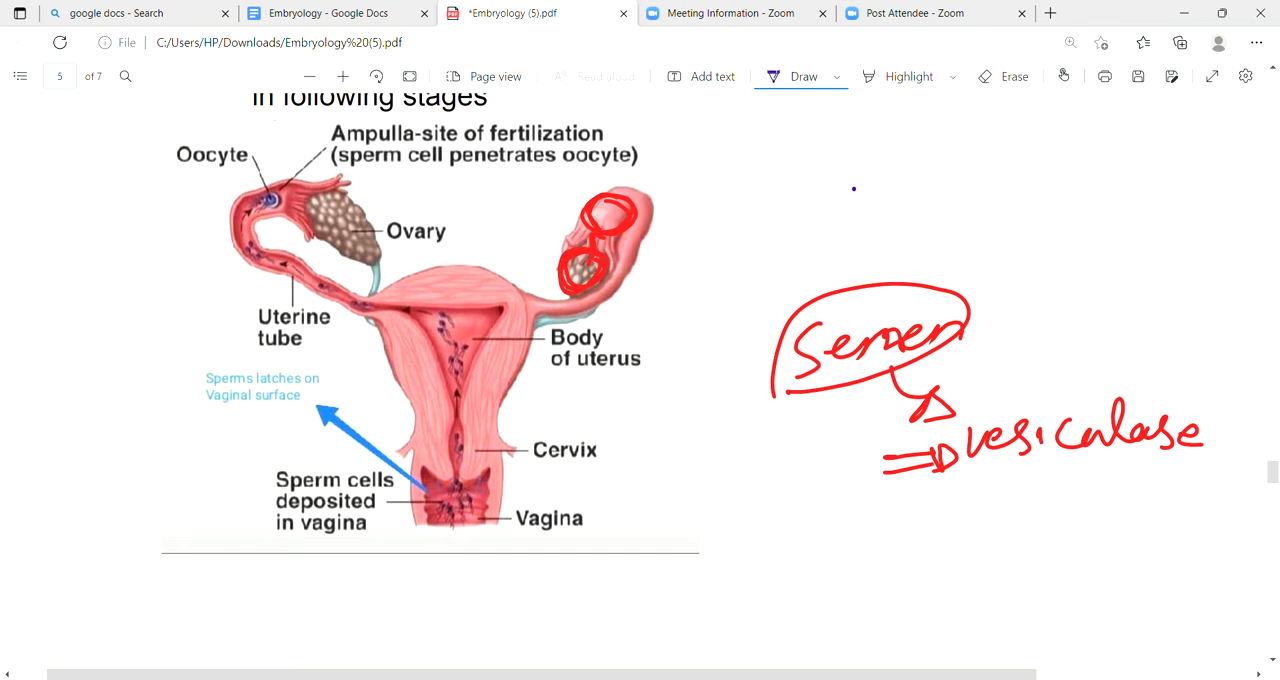 google docs - Search
Embryology - Google Docs
*Embryology (5).pdf
Meeting Information - Zoom
Post Attendee - Zoom
File
C:/Users/HP/Downloads/Embryology%20(5).pdf
5 of 7
Page view
Read aloud
Add text
Draw
Highlight
Erase
in following stages
Ampulla-site of fertilization
(sperm cell penetrates oocyte)
Oocyte
Ovary
Uterine
tube
Body
of uterus
Sperms latches on
Vaginal surface
Cervix
Sperm cells
deposited
in vagina
Vagina
Semen
vesiculase